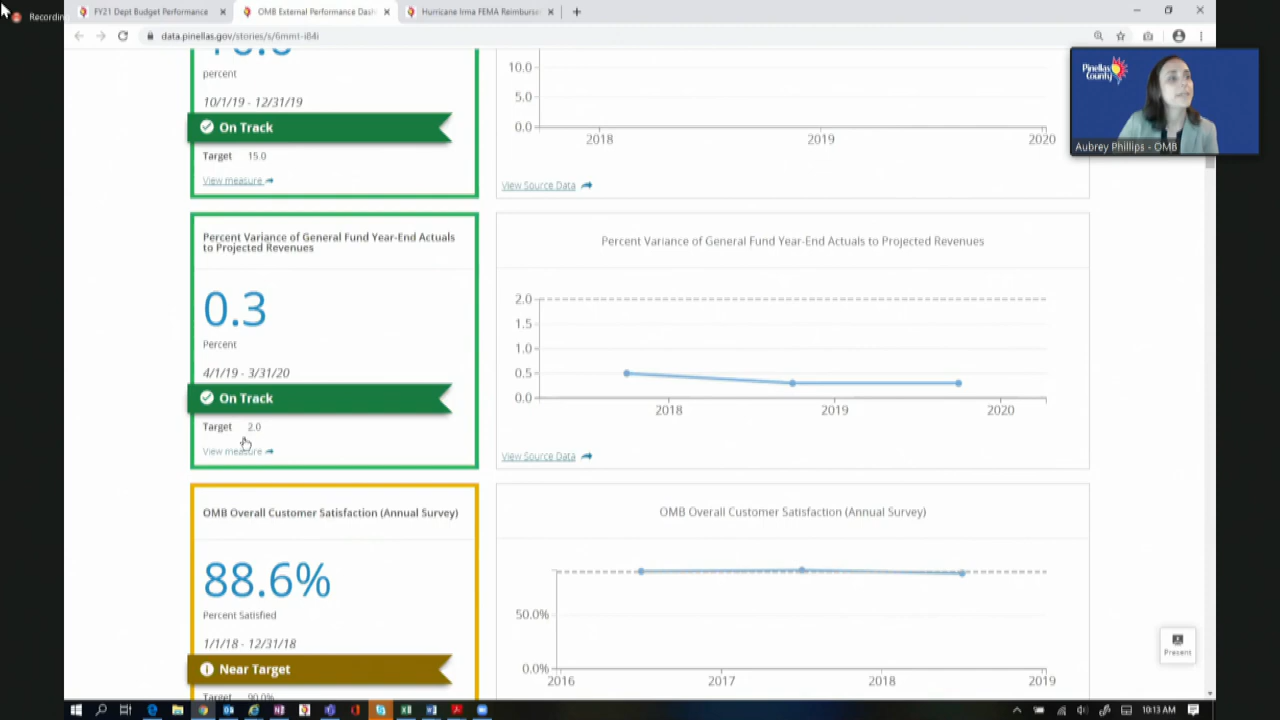 Recordin
FY21 Dept Budget Performance
OMB External Performance Dash
Hurricane Irma FEMA Reimburse
data.pinellas.gov/stories/s/6mmt-i84i
percent
10/1/19 - 12/31/19
On Track
Target 15.0
View measure
10.0
5.0
0.0
2018 2019 2020
View Source Data
Pinellas
County
Aubrey Phillips - OMB
Percent Variance of General Fund Year-End Actuals
to Projected Revenues
0.3
Percent
4/1/19 - 3/31/20
On Track
Target 2.0
View measure
Percent Variance of General Fund Year-End Actuals to Projected Revenues
2.0
1.5
1.0
0.5
0.0
2018 2019 2020
View Source Data
OMB Overall Customer Satisfaction (Annual Survey)
88.6%
Percent Satisfied
1/1/18 - 12/31/18
Near Target
Target 90.0%
OMB Overall Customer Satisfaction (Annual Survey)
50.0%
0.0%
2016 2017 2018 2019
Present
10:13 AM